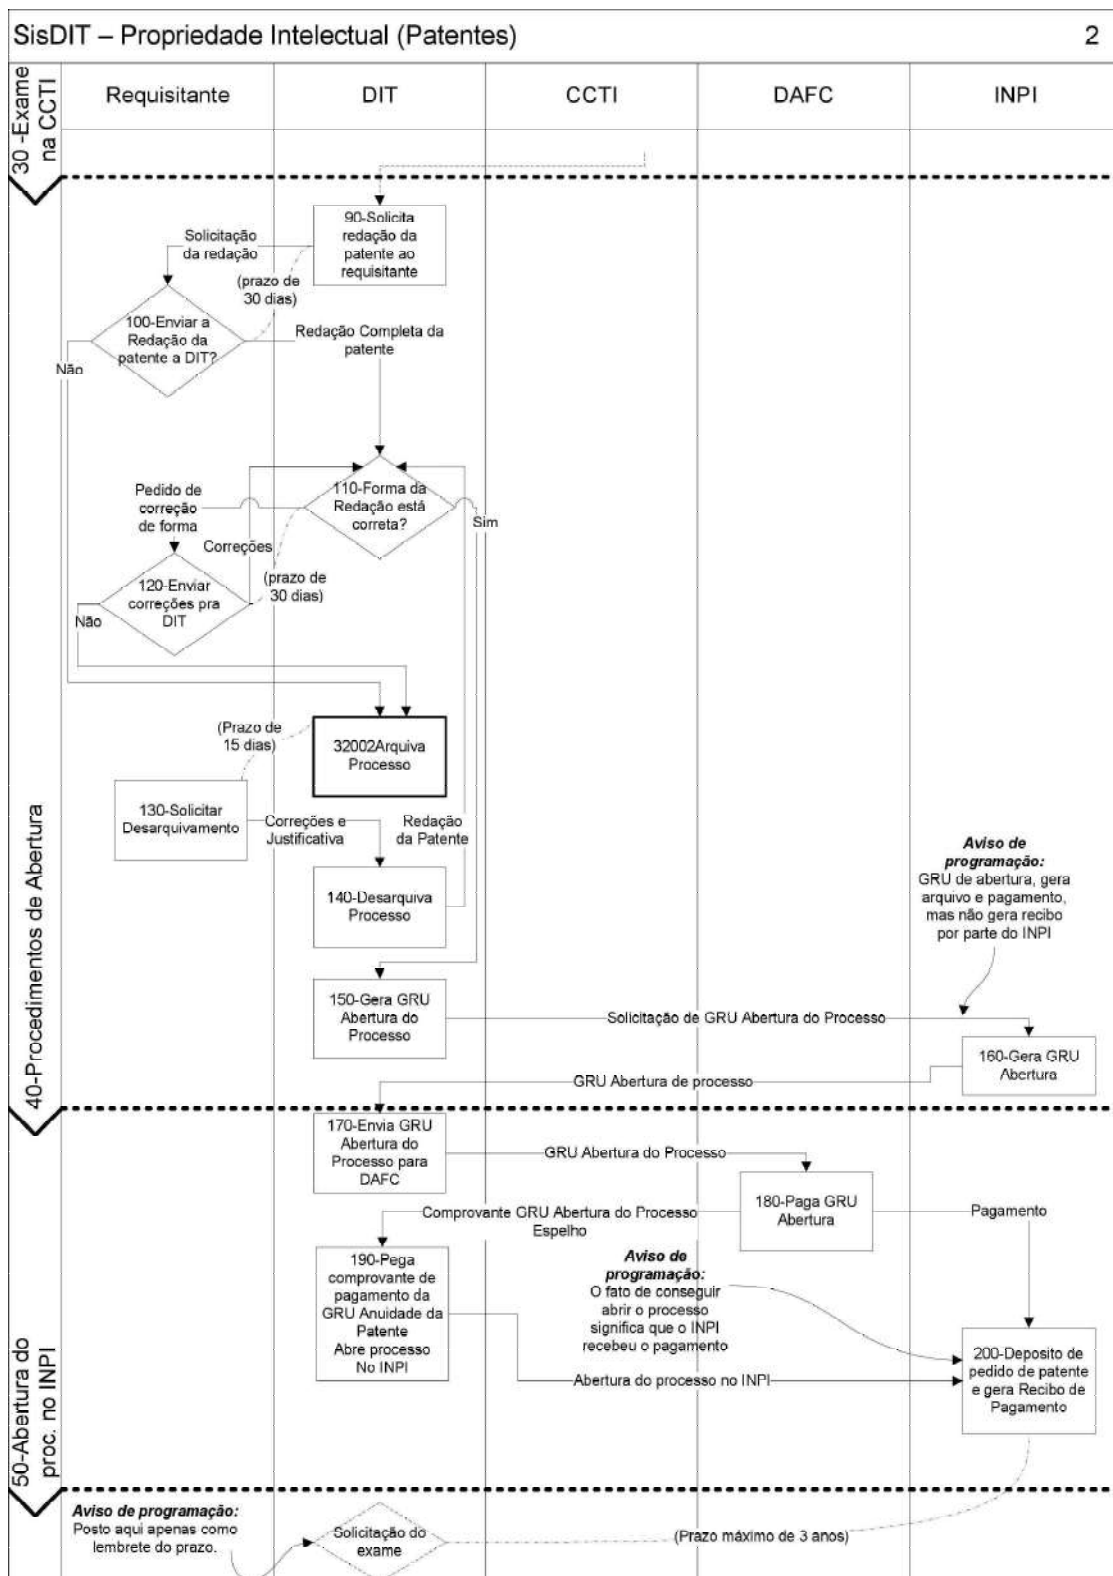 SisDIT – Propriedade Intelectual (Patentes)
2
30 -Exame
na CCTI
Requisitante
DIT
CCTI
DAFC
INPI
40-Procedimentos de Abertura
90-Solicita
redação da
patente ao
requisitante
Solicitação
da redação
(prazo de
30 dias)
100-Enviar a
Redação da
patente a DIT?
Não
Redação Completa da
patente
110-Forma da
Redação está
correta?
Sim
Pedido de
correção
de forma
Correções
(prazo de
30 dias)
120-Enviar
correções pra
DIT
Não
(Prazo de
15 dias)
32002Arquiva
Processo
130-Solicitar
Desarquivamento
Correções e
Justificativa
Redação
da Patente
140-Desarquiva
Processo
Aviso de
programação:
GRU de abertura, gera
arquivo e pagamento,
mas não gera recibo
por parte do INPI
150-Gera GRU
Abertura do
Processo
Solicitação de GRU Abertura do Processo
160-Gera GRU
Abertura
GRU Abertura de processo
50-Abertura do
proc. no INPI
170-Envia GRU
Abertura do
Processo para
DAFC
GRU Abertura do Processo
180-Paga GRU
Abertura
Pagamento
Comprovante GRU Abertura do Processo
Espelho
190-Pega
comprovante de
pagamento da
GRU Anuidade da
Patente
Abre processo
No INPI
Aviso de
programação:
O fato de conseguir
abrir o processo
significa que o INPI
recebeu o pagamento
Abertura do processo no INPI
200-Deposito de
pedido de patente
e gera Recibo de
Pagamento
Aviso de programação:
Posto aqui apenas como
lembrete do prazo.
Solicitação do
exame
(Prazo máximo de 3 anos)